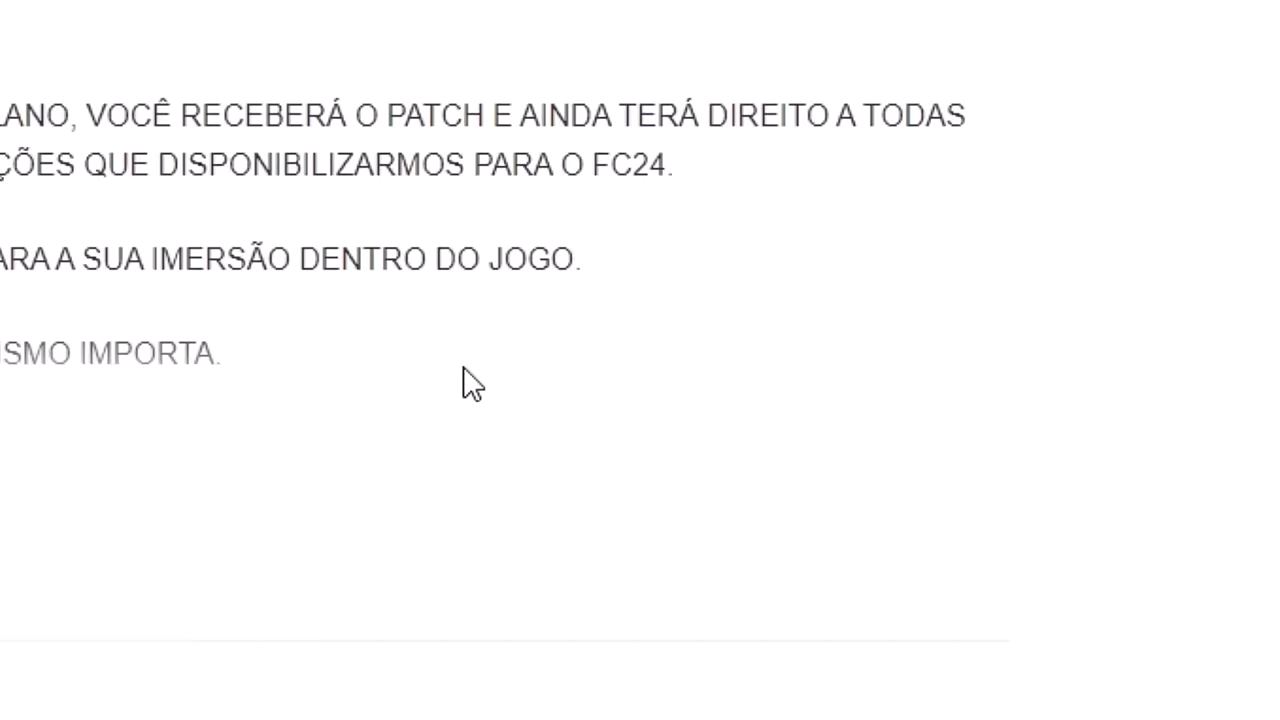 LANO, VOCÊ RECEBERÁ O PATCH E AINDA TERÁ DIREITO A TODAS
ÇÕES QUE DISPONIBILIZARMOS PARA O FC24.
ARA A SUA IMERSÃO DENTRO DO JOGO.
ISMO IMPORTA.